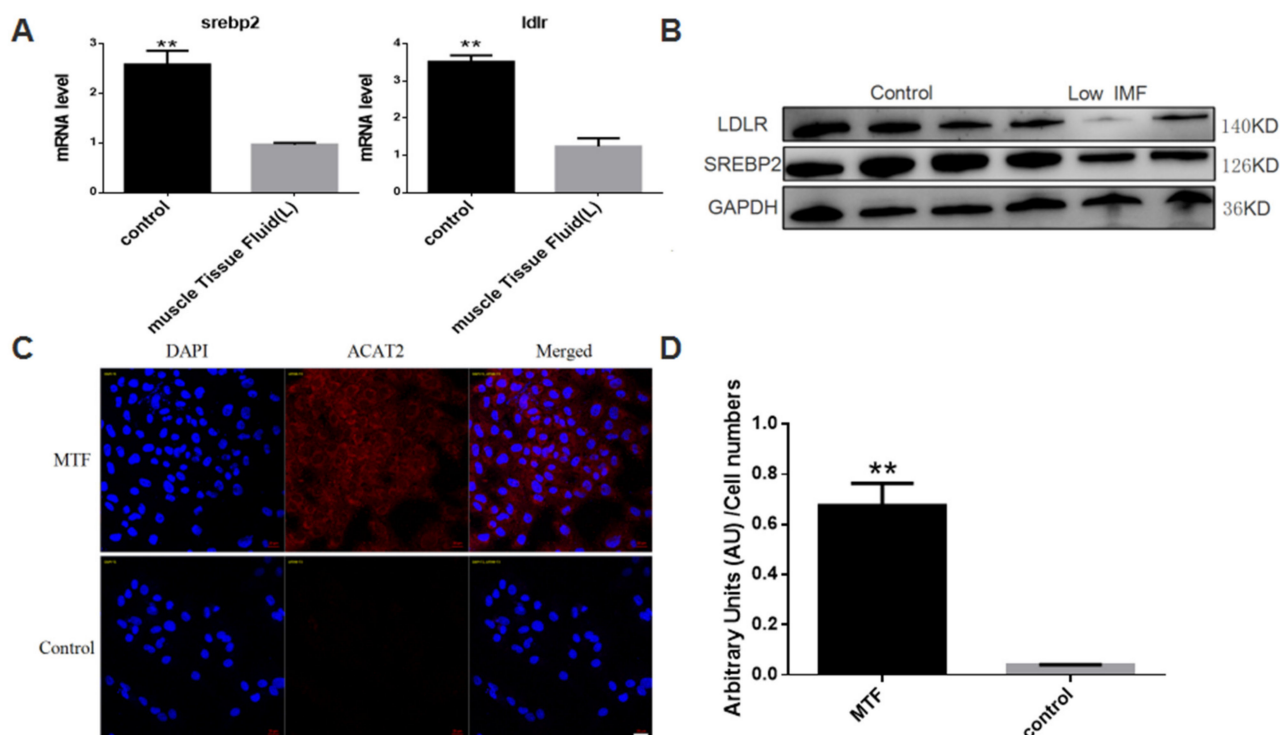 A
srebp2
**
3
2
1
0
mRNA level
control
muscle Tissue Fluid(L)
ldlr
**
4
3
2
1
0
mRNA level
control
muscle Tissue Fluid(L)
B
Control Low IMF
LDLR 140KD
SREBP2 126KD
GAPDH 36KD
C
DAPI ACAT2 Merged
MTF
Control
D
Arbitrary Units (AU) /Cell numbers
1.0
0.8
0.6
0.4
0.2
0.0
**
MTF
control